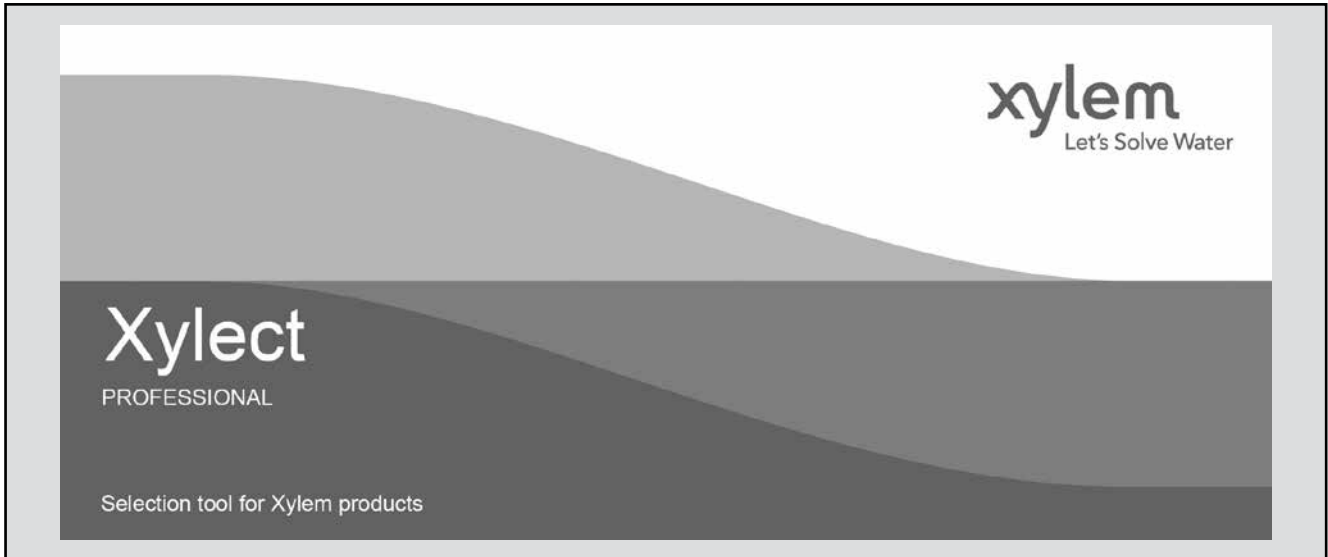 xylem
Let's Solve Water
Xylect
PROFESSIONAL
Selection tool for Xylem products